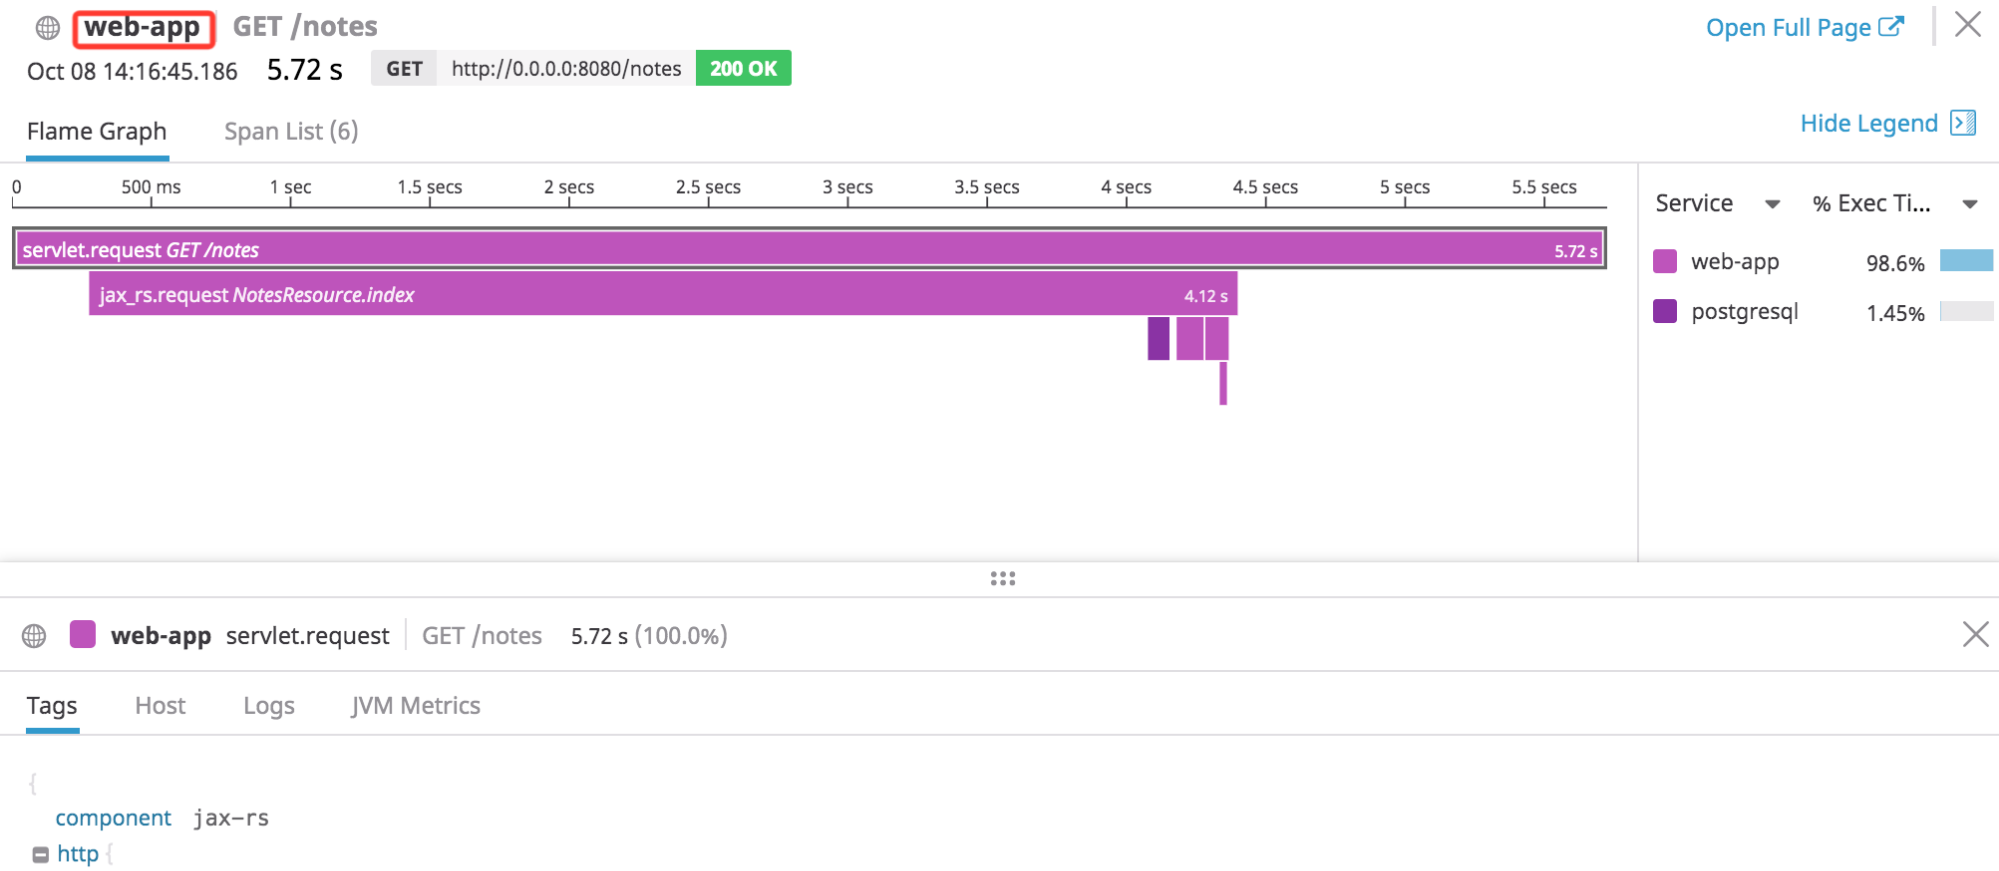 web-app GET /notes
Open Full Page
Oct 08 14:16:45.186 5.72 s GET http://0.0.0.0:8080/notes 200 OK
Flame Graph Span List (6)
Hide Legend
0 500 ms 1 sec 1.5 secs 2 secs 2.5 secs 3 secs 3.5 secs 4 secs 4.5 secs 5 secs 5.5 secs
servlet.request GET /notes 5.72 s
jax_rs.request NotesResource.index 4.12 s
Service % Exec Ti...
web-app 98.6%
postgresql 1.45%
web-app servlet.request GET /notes 5.72 s (100.0%)
Tags Host Logs JVM Metrics
{
component jax-rs
http {